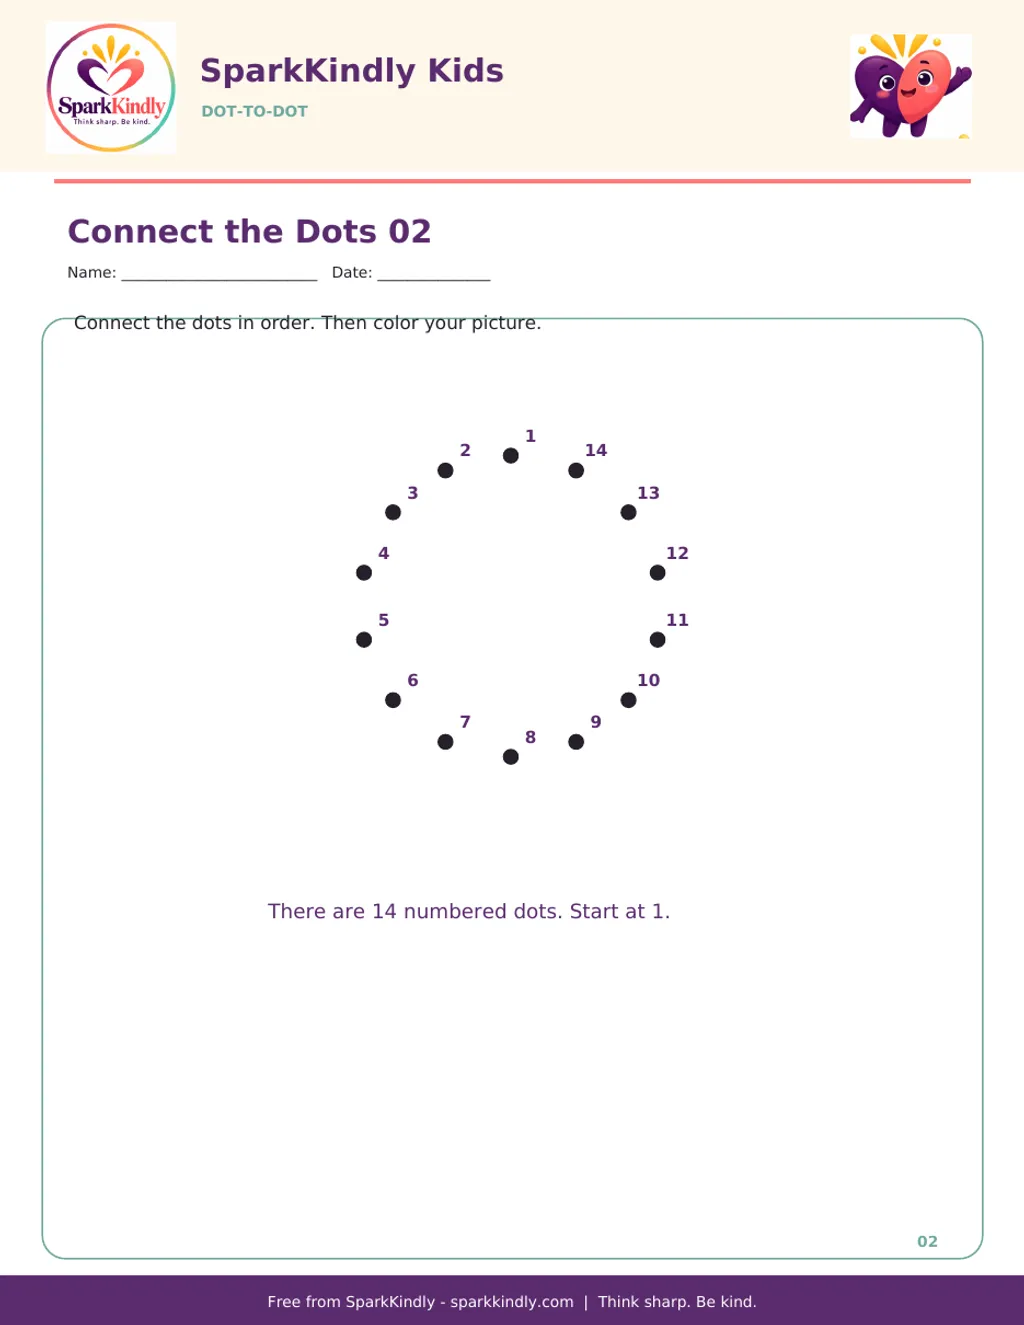 SparkKindly
Think sharp. Be kind.
SparkKindly Kids
DOT-TO-DOT
Connect the Dots 02
Name: __________________________ Date: _______________
Connect the dots in order. Then color your picture.
1
2
14
3
13
4
12
5
11
6
10
7
9
8
There are 14 numbered dots. Start at 1.
02
Free from SparkKindly - sparkkindly.com | Think sharp. Be kind.